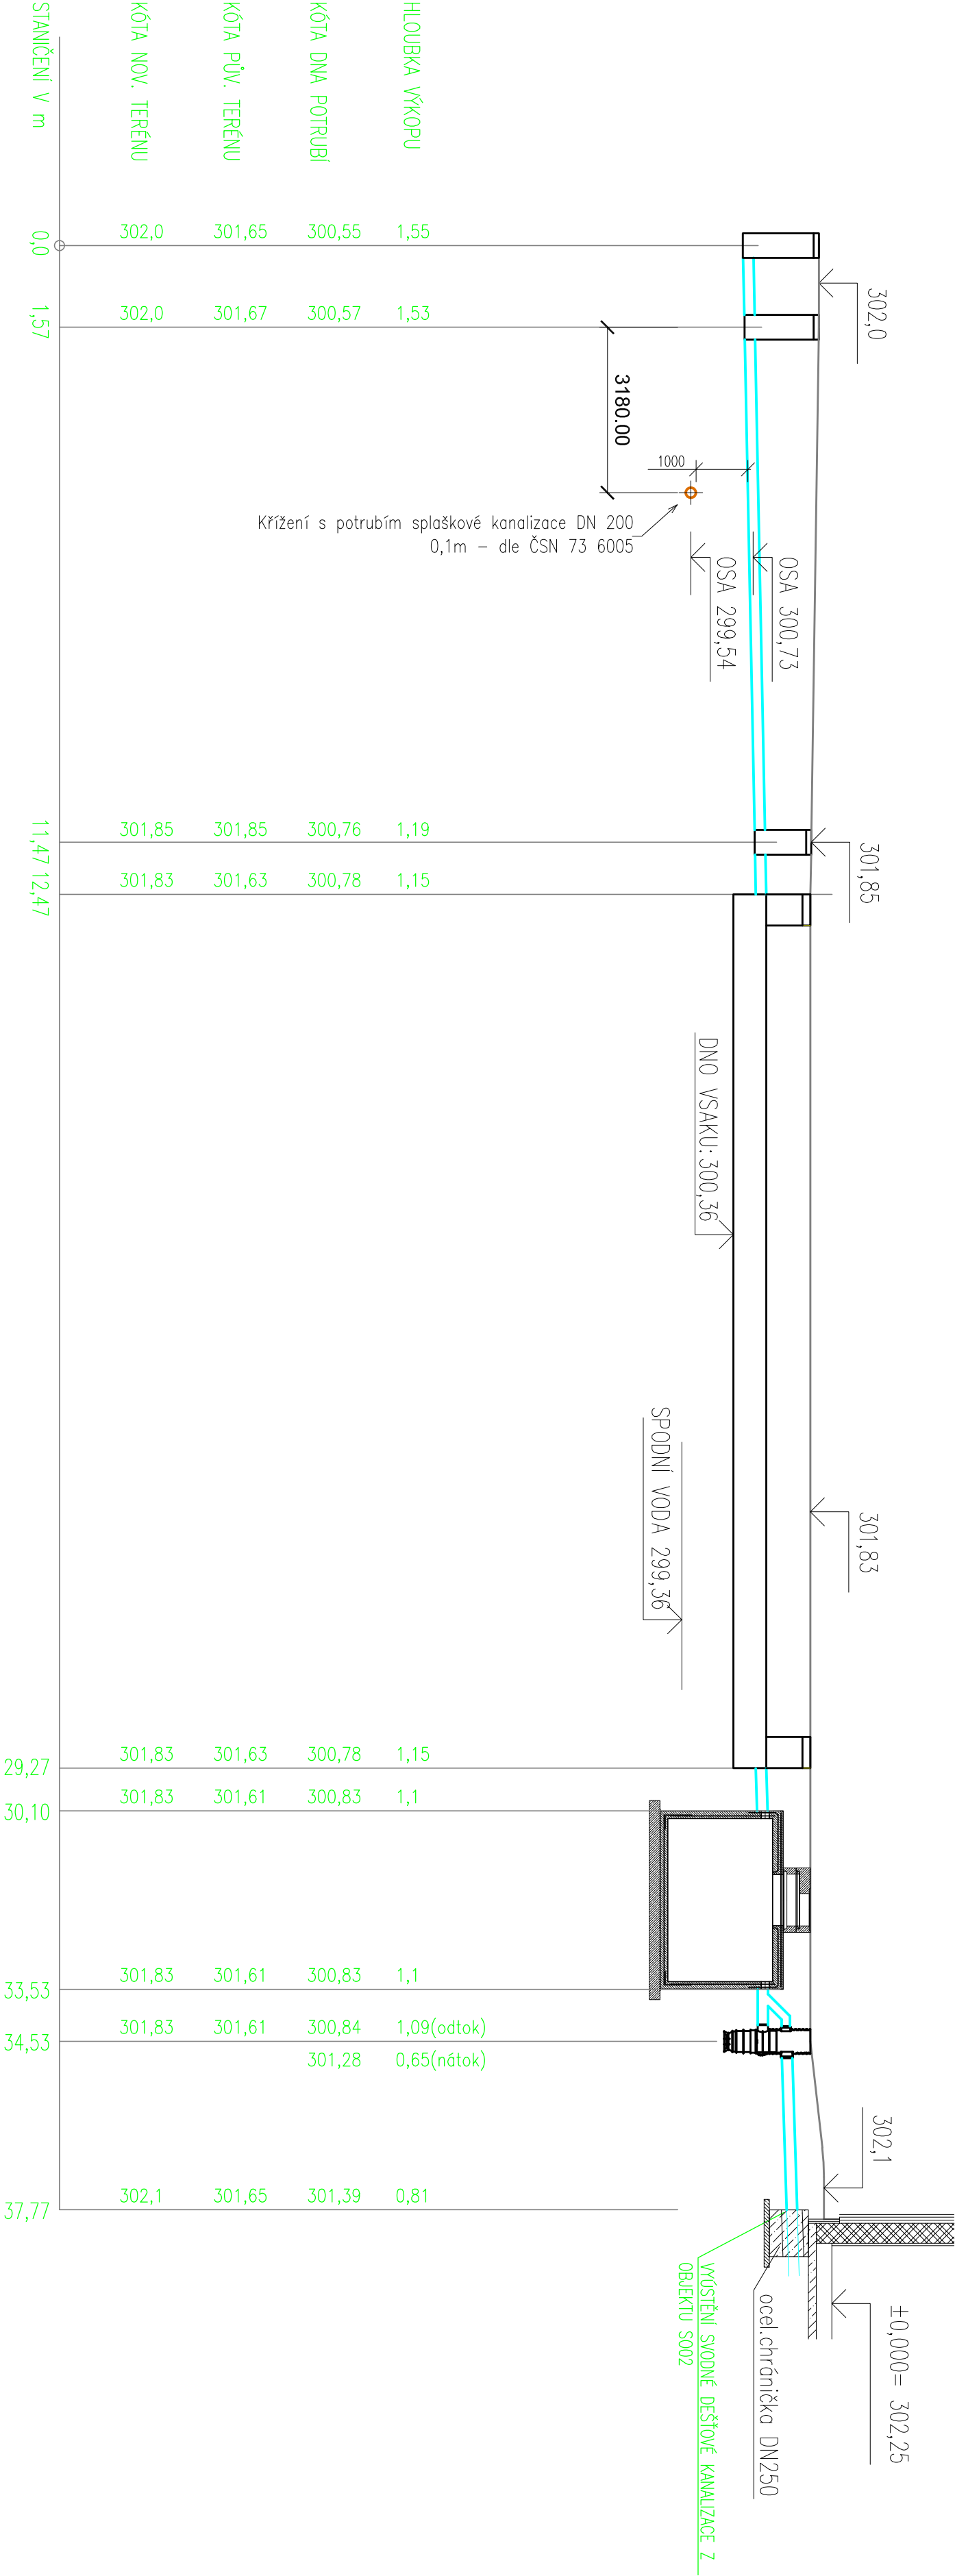 HLOUBKA VÝKOPU
KÓTA DNA POTRUBÍ
KÓTA PŮV. TERÉNU
KÓTA NOV. TERÉNU
STANIČENÍ V m
302,0 301,65 300,55 1,55
0,0
302,0 301,67 300,57 1,53
1,57
301,85 301,85 300,76 1,19
11,47
301,83 301,63 300,78 1,15
12,47
301,83 301,63 300,78 1,15
29,27
301,83 301,61 300,83 1,1
30,10
301,83 301,61 300,83 1,1
33,53
301,83 301,61 300,84 1,09(odtok)
34,53
301,28 0,65(nátok)
302,1 301,65 301,39 0,81
37,77
302,0
3180.00
1000
Křížení s potrubím splaškové kanalizace DN 200
0,1m – dle ČSN 73 6005
OSA 300,73
OSA 299,54
301,85
DNO VSAKU: 300,36
SPODNÍ VODA 299,36
301,83
302,1
±0,000= 302,25
ocel.chránička DN250
VYÚSTĚNÍ SVODNÉ DEŠŤOVÉ KANALIZACE Z
OBJEKTU SO02